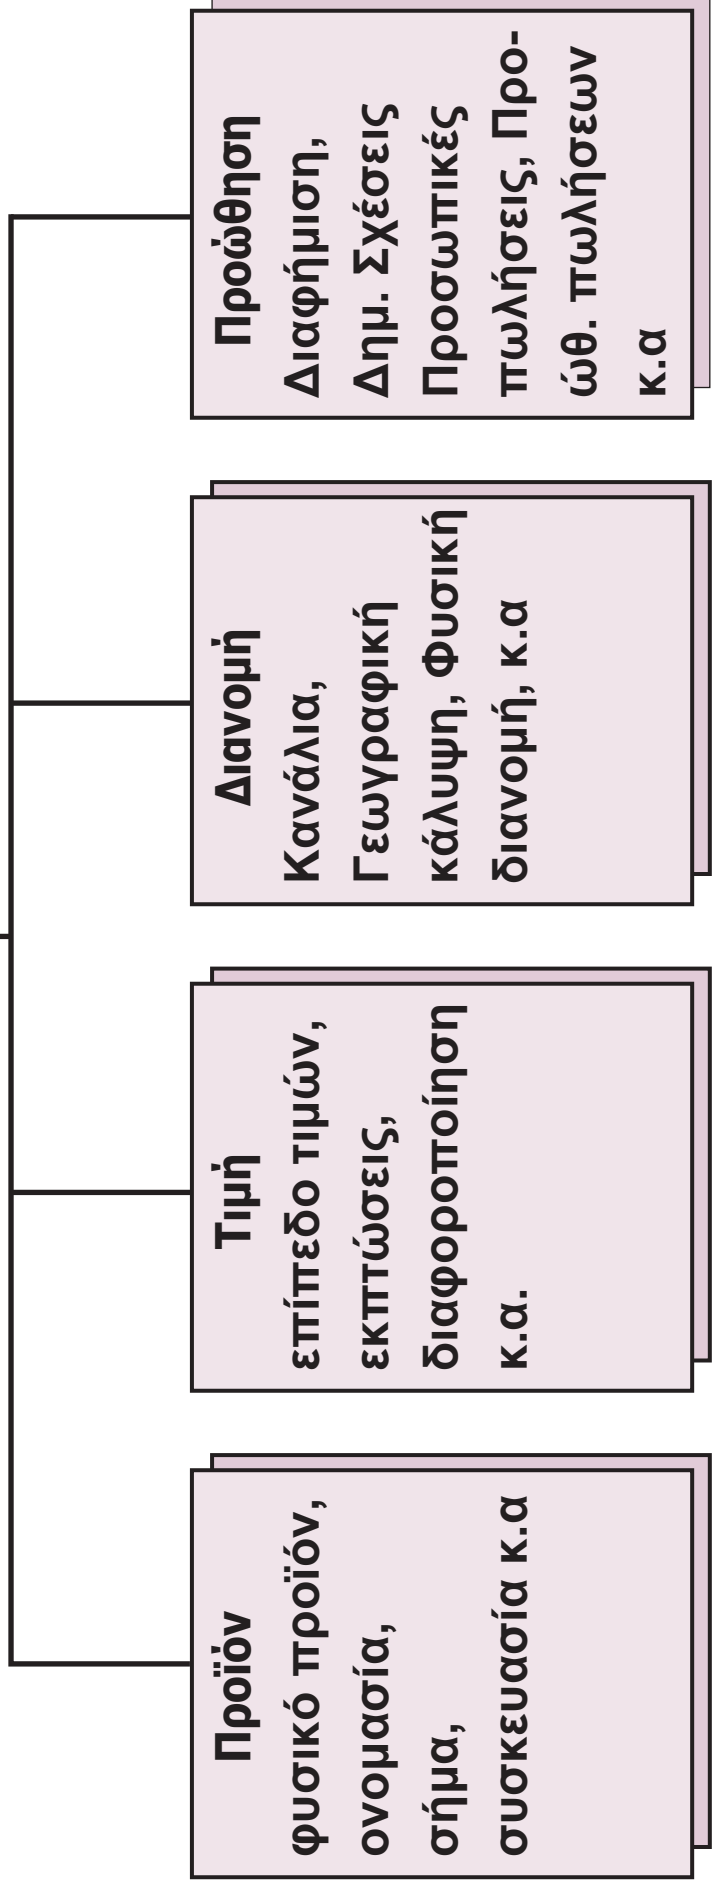 Προϊόν
φυσικό προϊόν,
ονομασία,
σήμα,
συσκευασία κ.α
Τιμή
επίπεδο τιμών,
εκπτώσεις,
διαφοροποίηση
κ.α.
Διανομή
Κανάλια,
Γεωγραφική
κάλυψη, Φυσική
διανομή, κ.α
Προώθηση
Διαφήμιση,
Δημ. Σχέσεις
Προσωπικές
πωλήσεις, Προ-
ώθ. πωλήσεων
κ.α